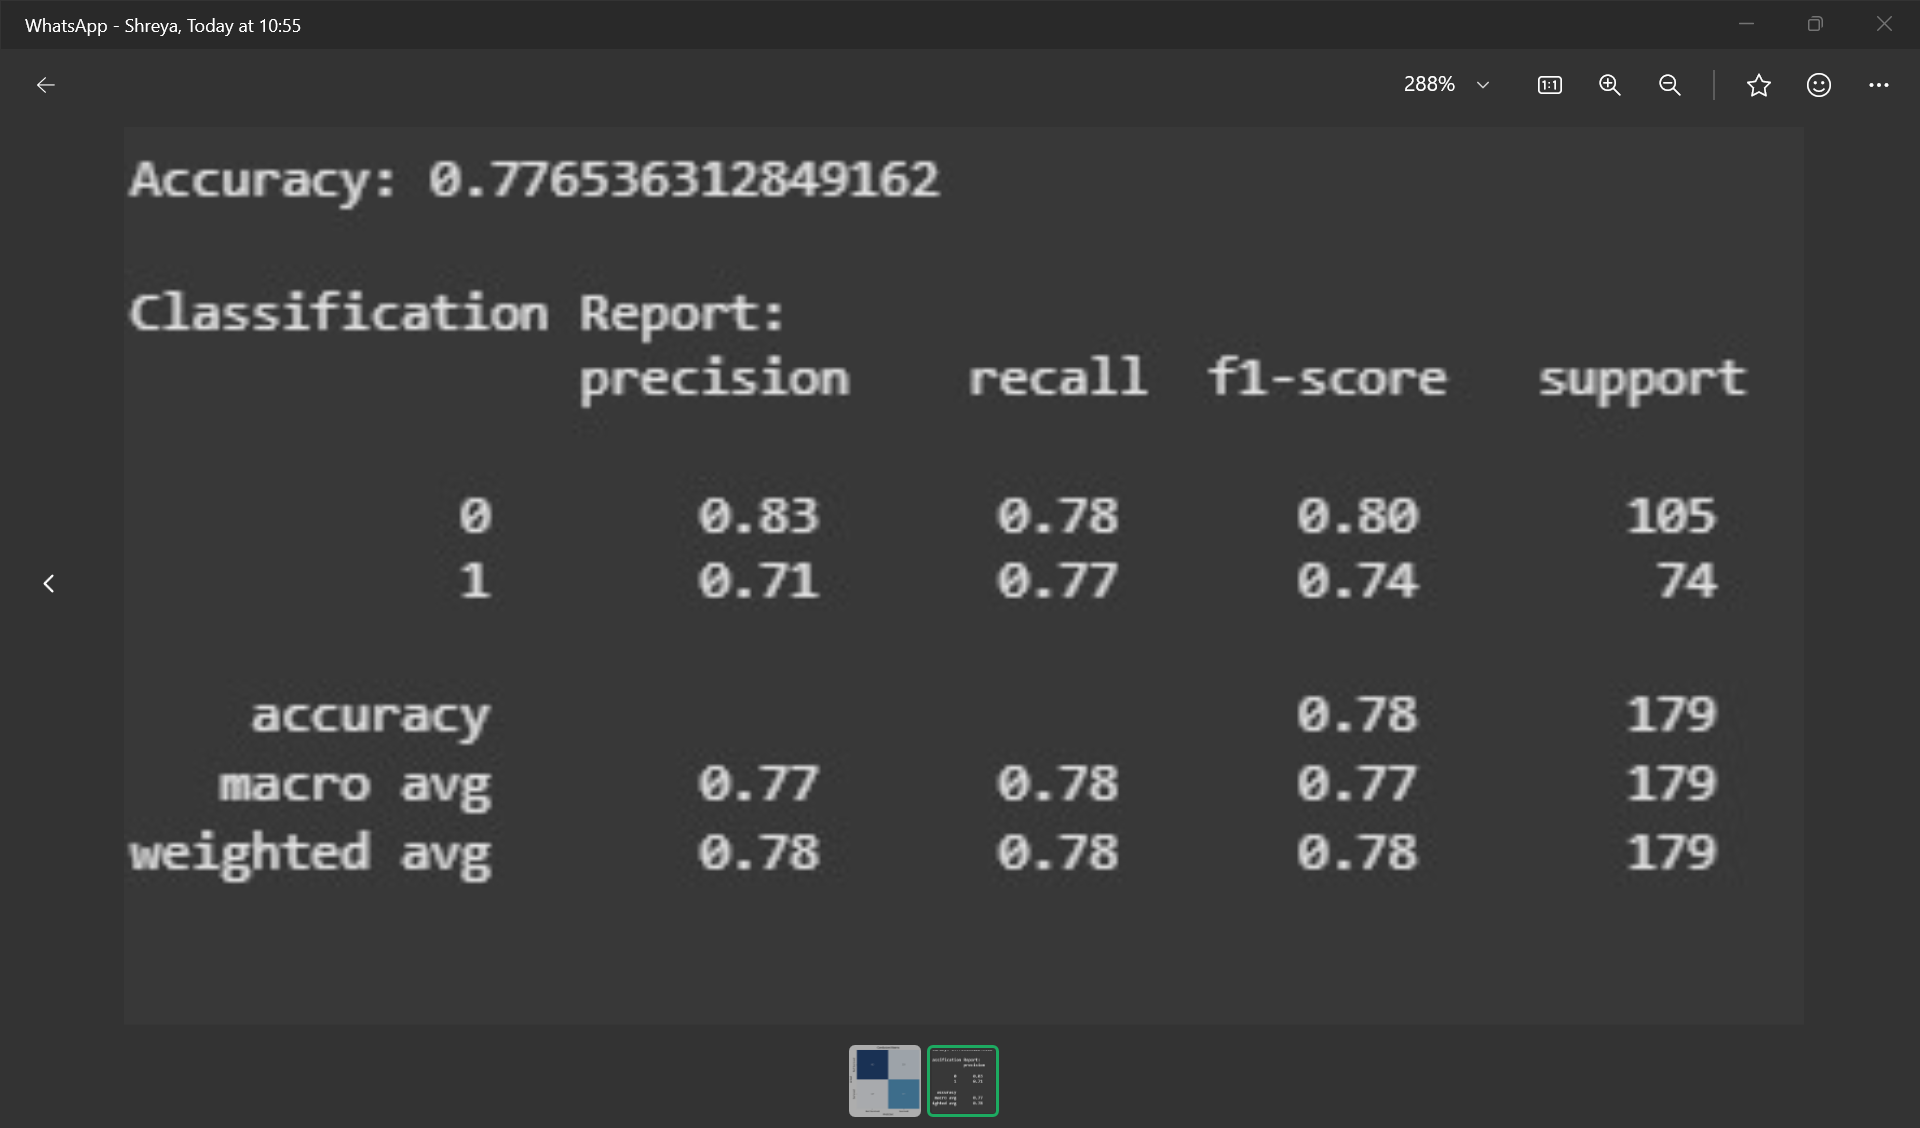 WhatsApp - Shreya, Today at 10:55
288%
1:1
Accuracy: 0.776536312849162
Classification Report:
precision recall f1-score support
0 0.83 0.78 0.80 105
1 0.71 0.77 0.74 74
accuracy 0.78 179
macro avg 0.77 0.78 0.77 179
weighted avg 0.78 0.78 0.78 179